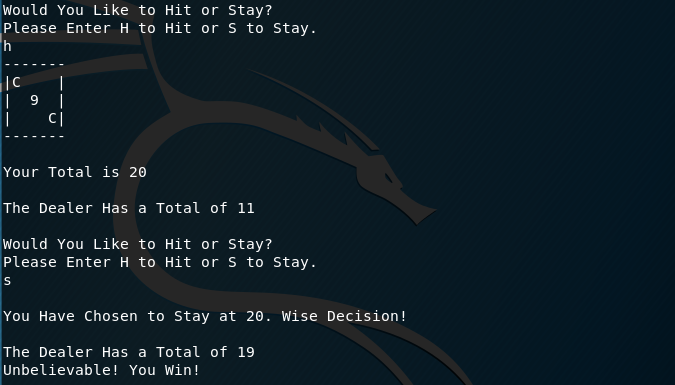 Would You Like to Hit or Stay?
Please Enter H to Hit or S to Stay.
h
-------
|C    |
|  9  |
|    C|
-------
Your Total is 20
The Dealer Has a Total of 11
Would You Like to Hit or Stay?
Please Enter H to Hit or S to Stay.
s
You Have Chosen to Stay at 20. Wise Decision!
The Dealer Has a Total of 19
Unbelievable! You Win!